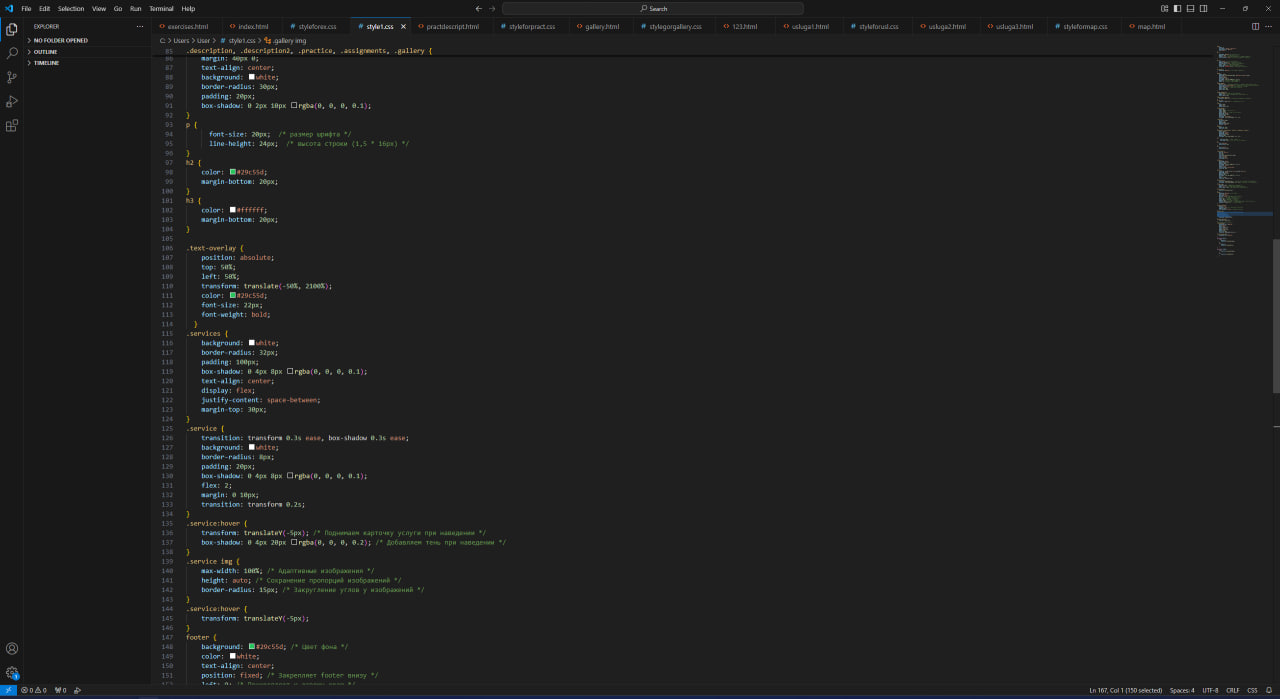 File Edit Selection View Go Run Terminal Help
Search
EXPLORER
NO FOLDER OPENED
OUTLINE
TIMELINE
exercises.html index.html styleforex.css style1.css practdescript.html styleforpract.css gallery.html stylegorgallery.css 123.html usluga1.html styleforusl.css usluga2.html usluga3.html styleformap.css map.html
C: > Users > User > style1.css > .gallery img
85 .description, .description2, .practice, .assignments, .gallery {
86 margin: 40px 0;
87 text-align: center;
88 background: white;
89 border-radius: 30px;
90 padding: 20px;
91 box-shadow: 0 2px 10px rgba(0, 0, 0, 0.1);
92 }
93 p {
94 font-size: 20px; /* размер шрифта */
95 line-height: 24px; /* высота строки (1,5 * 16px) */
96 }
97 h2 {
98 color: #29c55d;
99 margin-bottom: 20px;
100 }
101 h3 {
102 color: #ffffff;
103 margin-bottom: 20px;
104 }
105
106 .text-overlay {
107 position: absolute;
108 top: 50%;
109 left: 50%;
110 transform: translate(-50%, 2100%);
111 color: #29c55d;
112 font-size: 22px;
113 font-weight: bold;
114 }
115 .services {
116 background: white;
117 border-radius: 32px;
118 padding: 100px;
119 box-shadow: 0 4px 8px rgba(0, 0, 0, 0.1);
120 text-align: center;
121 display: flex;
122 justify-content: space-between;
123 margin-top: 30px;
124 }
125 .service {
126 transition: transform 0.3s ease, box-shadow 0.3s ease;
127 background: white;
128 border-radius: 8px;
129 padding: 20px;
130 box-shadow: 0 4px 8px rgba(0, 0, 0, 0.1);
131 flex: 2;
132 margin: 0 10px;
133 transition: transform 0.2s;
134 }
135 .service:hover {
136 transform: translateY(-5px); /* Поднимаем карточку услуги при наведении */
137 box-shadow: 0 4px 20px rgba(0, 0, 0, 0.2); /* Добавляем тень при наведении */
138 }
139 .service img {
140 max-width: 100%; /* Адаптивные изображения */
141 height: auto; /* Сохранение пропорций изображений */
142 border-radius: 15px; /* Закругление углов у изображений */
143 }
144 .service:hover {
145 transform: translateY(-5px);
146 }
147 footer {
148 background: #29c55d; /* Цвет фона */
149 color: white;
150 text-align: center;
151 position: fixed; /* Закрепляет footer внизу */
0 0 0 Ln 167, Col 1 (150 selected) Spaces: 4 UTF-8 CRLF CSS